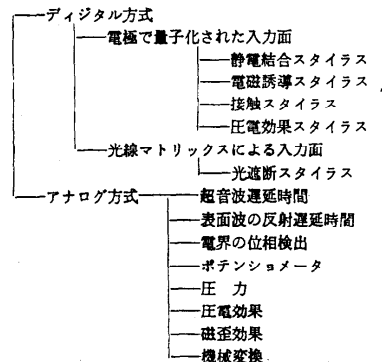 ディジタル方式
電極で量子化された入力面
静電結合スタイラス
電磁誘導スタイラス
接触スタイラス
圧電効果スタイラス
光線マトリックスによる入力面
光遮断スタイラス
アナログ方式 超音波遅延時間
表面波の反射遅延時間
電界の位相検出
ポテンショメータ
圧 力
圧電効果
磁歪効果
機械変換